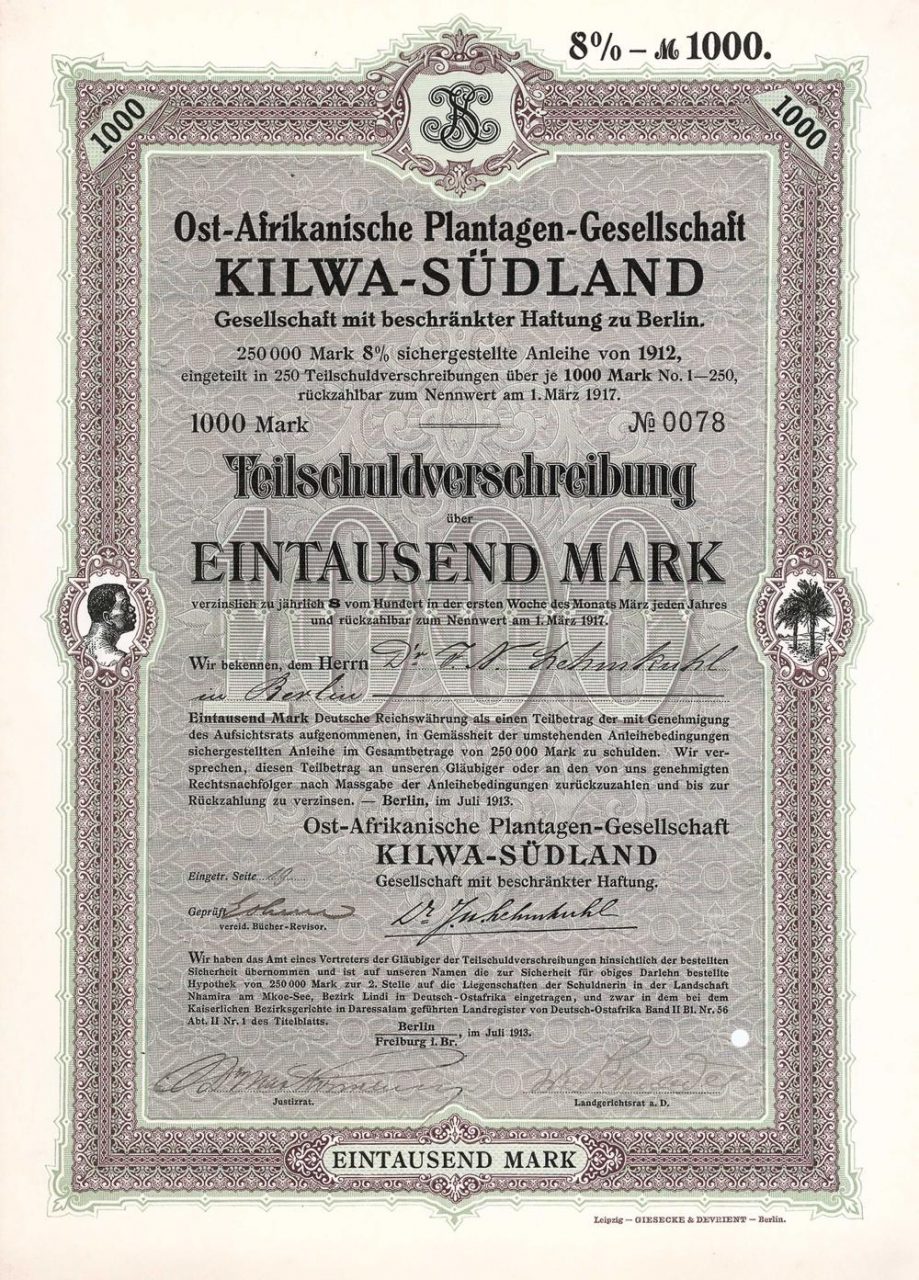 8% – ℳ 1000.
1000
1000
KS
Ost-Afrikanische Plantagen-Gesellschaft
KILWA-SÜDLAND
Gesellschaft mit beschränkter Haftung zu Berlin.
250 000 Mark 8% sichergestellte Anleihe von 1912,
eingeteilt in 250 Teilschuldverschreibungen über je 1000 Mark No. 1—250,
rückzahlbar zum Nennwert am 1. März 1917.
1000 Mark № 0078
Teilschuldverschreibung
über
EINTAUSEND MARK
1000
verzinslich zu jährlich 8 vom Hundert in der ersten Woche des Monats März jeden Jahres
und rückzahlbar zum Nennwert am 1. März 1917.
Wir bekennen, dem Herrn Dr. F. N. Lehmkuhl
in Berlin
Eintausend Mark Deutsche Reichswährung als einen Teilbetrag der mit Genehmigung
des Aufsichtsrats aufgenommenen, in Gemässheit der umstehenden Anleihebedingungen
sichergestellten Anleihe im Gesamtbetrage von 250 000 Mark zu schulden. Wir ver-
sprechen, diesen Teilbetrag an unseren Gläubiger oder an den von uns genehmigten
Rechtsnachfolger nach Massgabe der Anleihebedingungen zurückzuzahlen und bis zur
Rückzahlung zu verzinsen. — Berlin, im Juli 1913.
Ost-Afrikanische Plantagen-Gesellschaft
KILWA-SÜDLAND
Gesellschaft mit beschränkter Haftung.
Eingetr. Seite 19
Geprüft
vereid. Bücher-Revisor.
Dr. Lehmkuhl
Wir haben das Amt eines Vertreters der Gläubiger der Teilschuldverschreibungen hinsichtlich der bestellten
Sicherheit übernommen und ist auf unseren Namen die zur Sicherheit für obiges Darlehn bestellte
Hypothek von 250 000 Mark zur 2. Stelle auf die Liegenschaften der Schuldnerin in der Landschaft
Nhamira am Mkoe-See, Bezirk Lindi in Deutsch-Ostafrika eingetragen, und zwar in dem bei dem
Kaiserlichen Bezirksgerichte in Daressalam geführten Landregister von Deutsch-Ostafrika Band II Bl. Nr. 56
Abt. II Nr. 1 des Titelblatts.
Berlin
Freiburg i. Br., im Juli 1913.
Justizrat.
Landgerichtsrat a. D.
EINTAUSEND MARK
Leipzig — GIESECKE & DEVRIENT — Berlin.